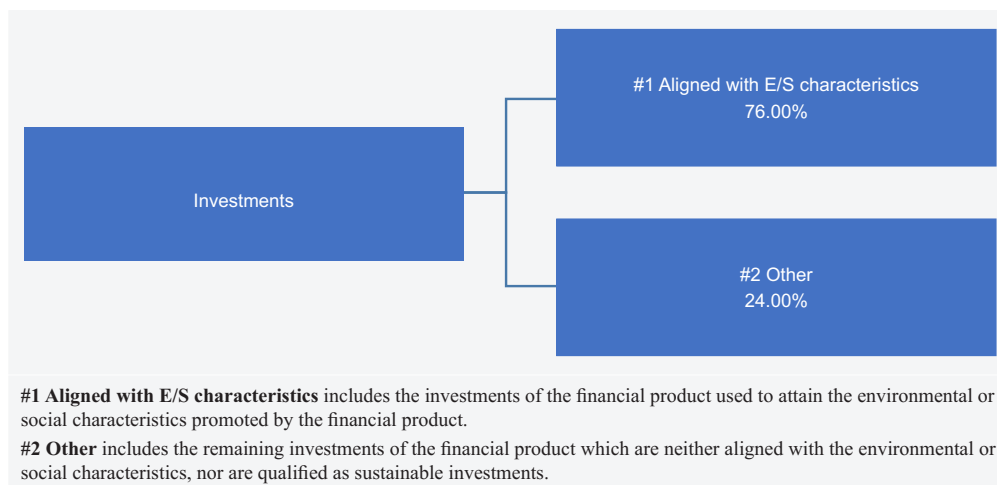 #1 Aligned with E/S characteristics
76.00%
Investments
#2 Other
24.00%
#1 Aligned with E/S characteristics includes the investments of the financial product used to attain the environmental or
social characteristics promoted by the financial product.
#2 Other includes the remaining investments of the financial product which are neither aligned with the environmental or
social characteristics, nor are qualified as sustainable investments.